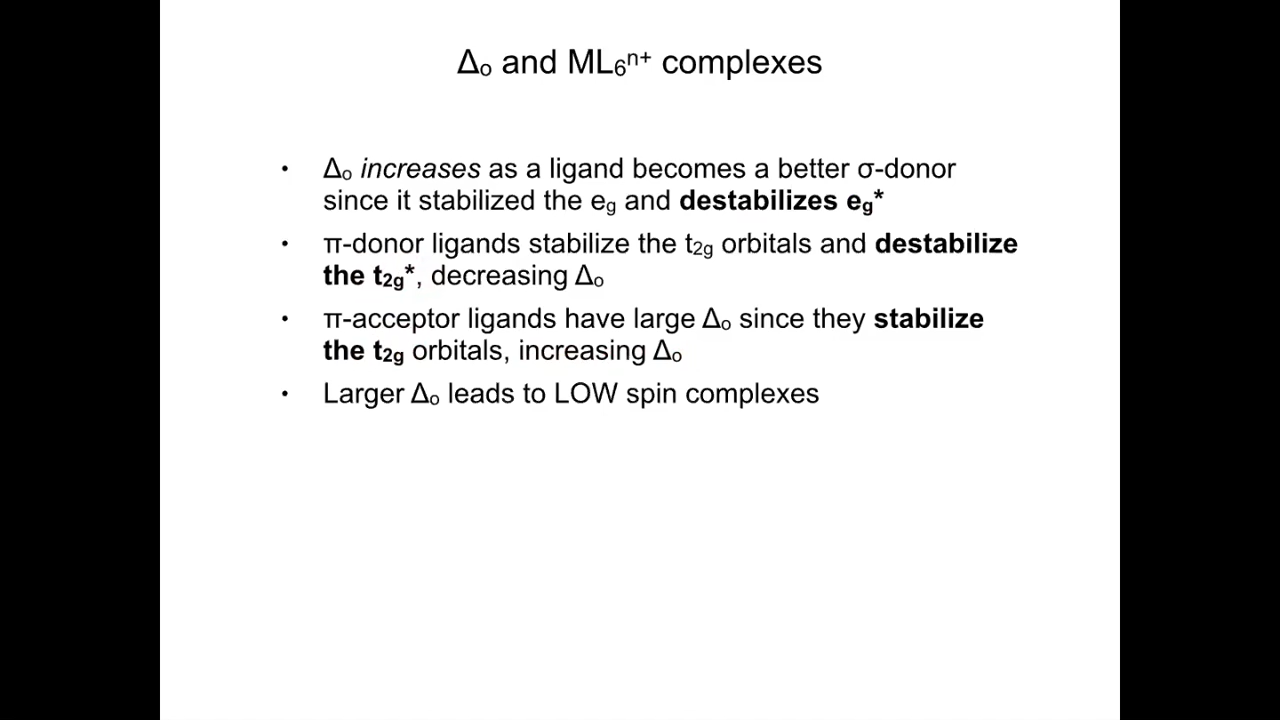 Δₒ and ML₆ⁿ⁺ complexes
• Δₒ increases as a ligand becomes a better σ-donor
since it stabilized the e_g and destabilizes e_g*
• π-donor ligands stabilize the t₂g orbitals and destabilize
the t₂g*, decreasing Δₒ
• π-acceptor ligands have large Δₒ since they stabilize
the t₂g orbitals, increasing Δₒ
• Larger Δₒ leads to LOW spin complexes